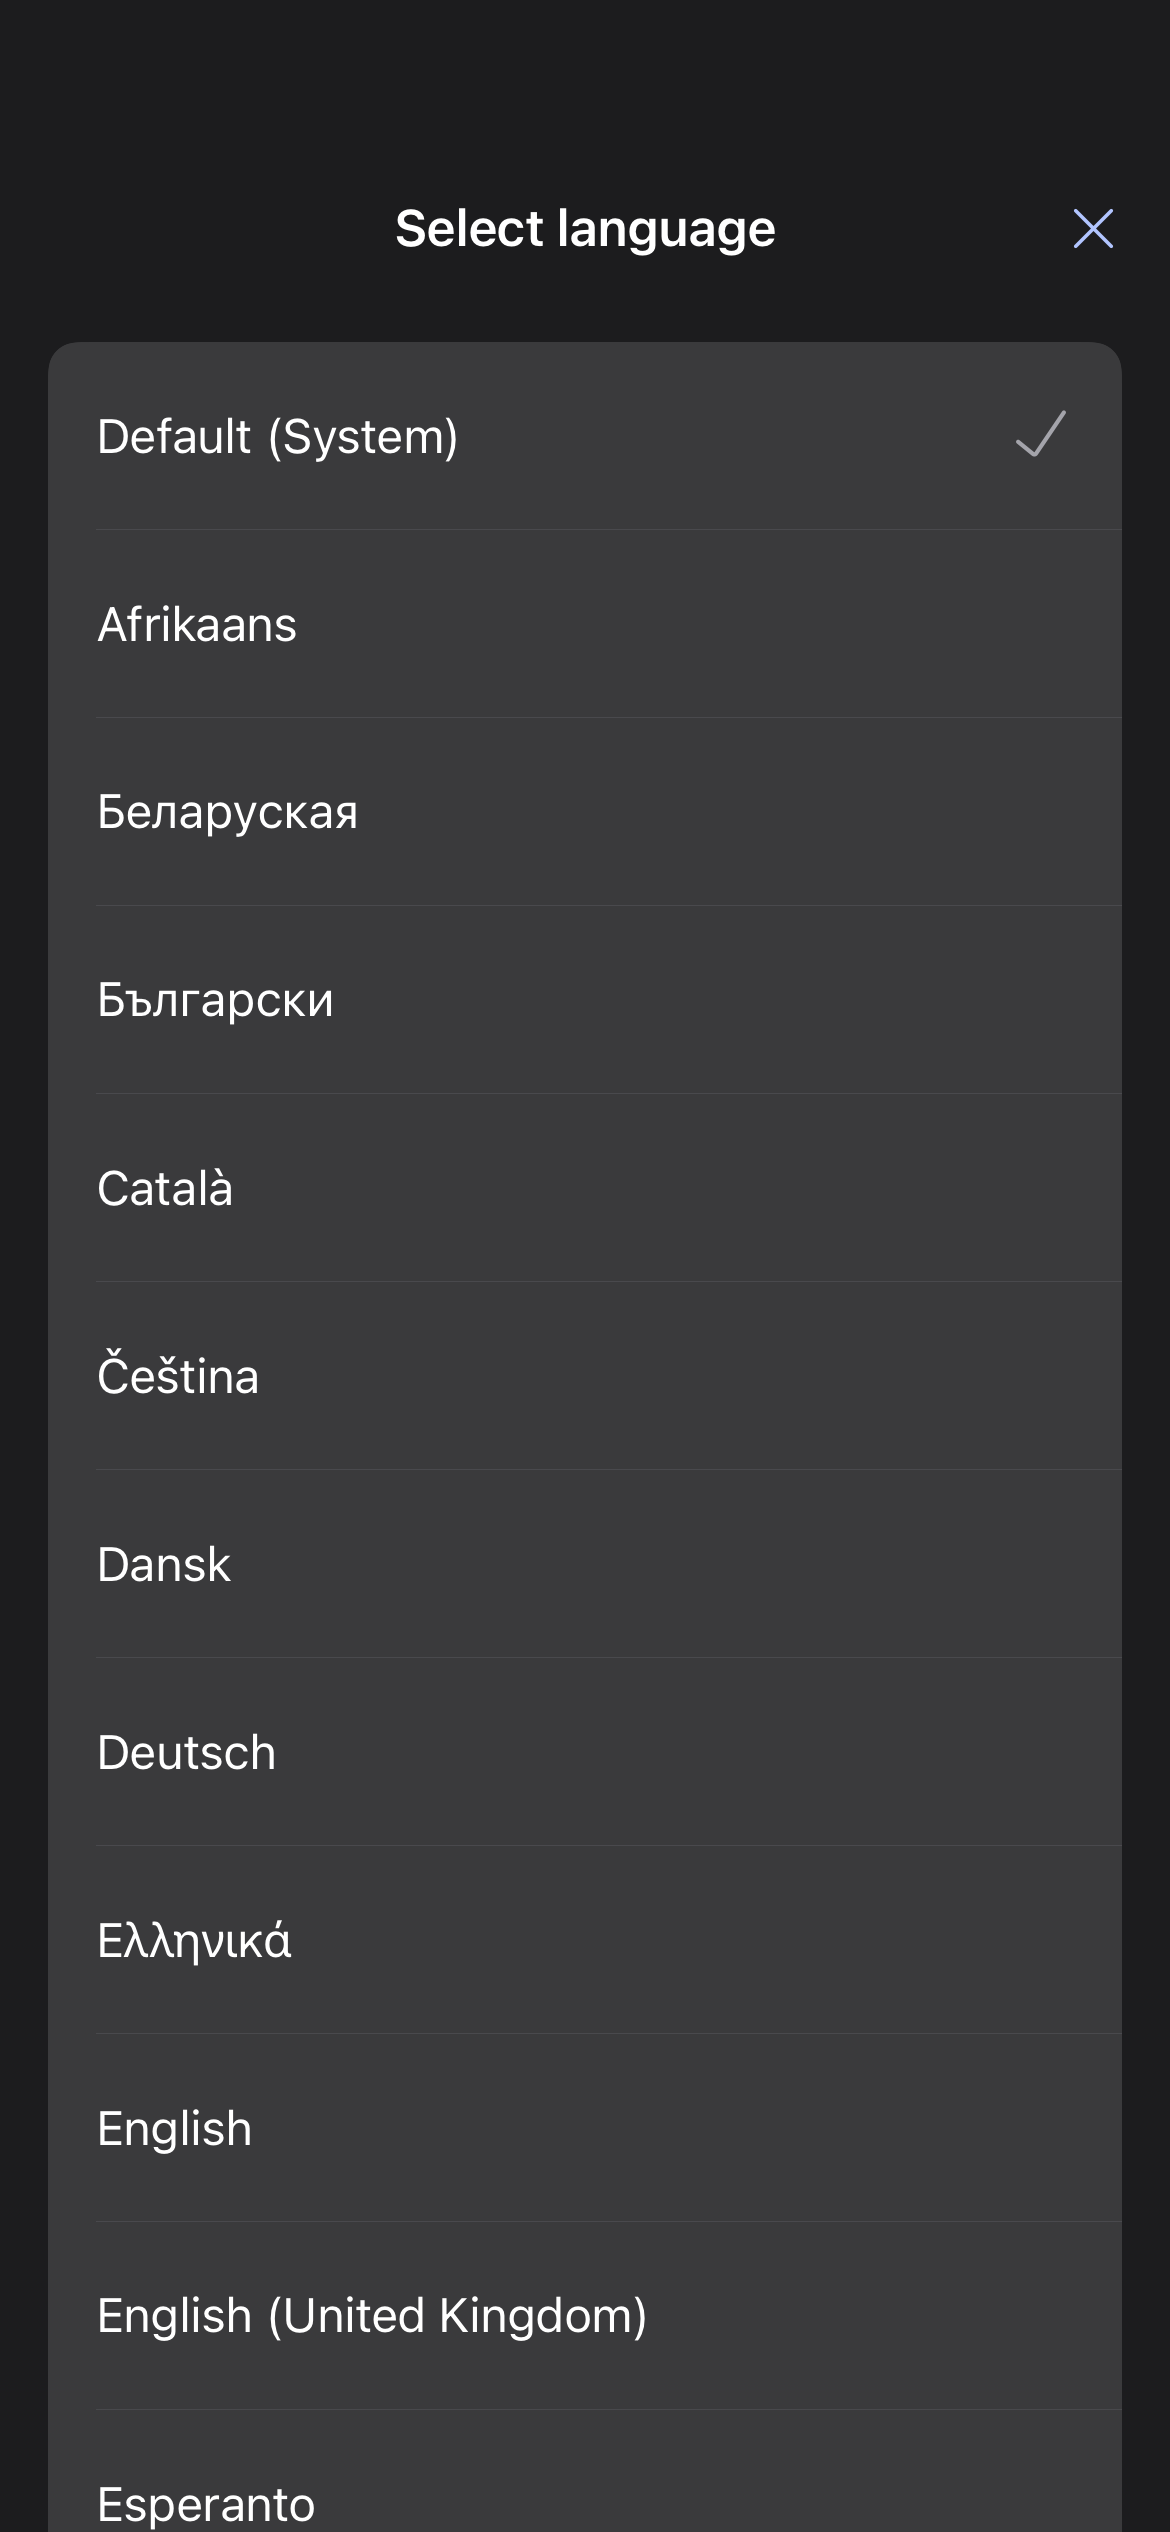 Select language
Default (System)
Afrikaans
Беларуская
Български
Català
Čeština
Dansk
Deutsch
Ελληνικά
English
English (United Kingdom)
Esperanto